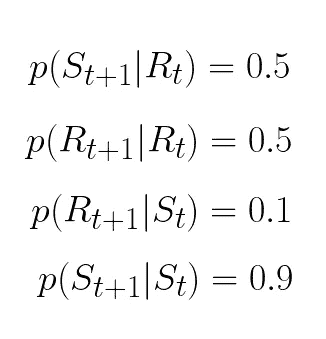 p(S_{t+1}|R_t) = 0.5
p(R_{t+1}|R_t) = 0.5
p(R_{t+1}|S_t) = 0.1
p(S_{t+1}|S_t) = 0.9